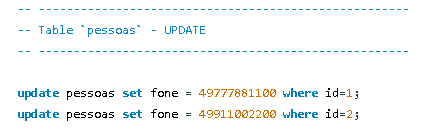 -- -----------------------------------------------------
-- Table `pessoas` - UPDATE
-- -----------------------------------------------------
update pessoas set fone = 49777881100 where id=1;
update pessoas set fone = 49911002200 where id=2;